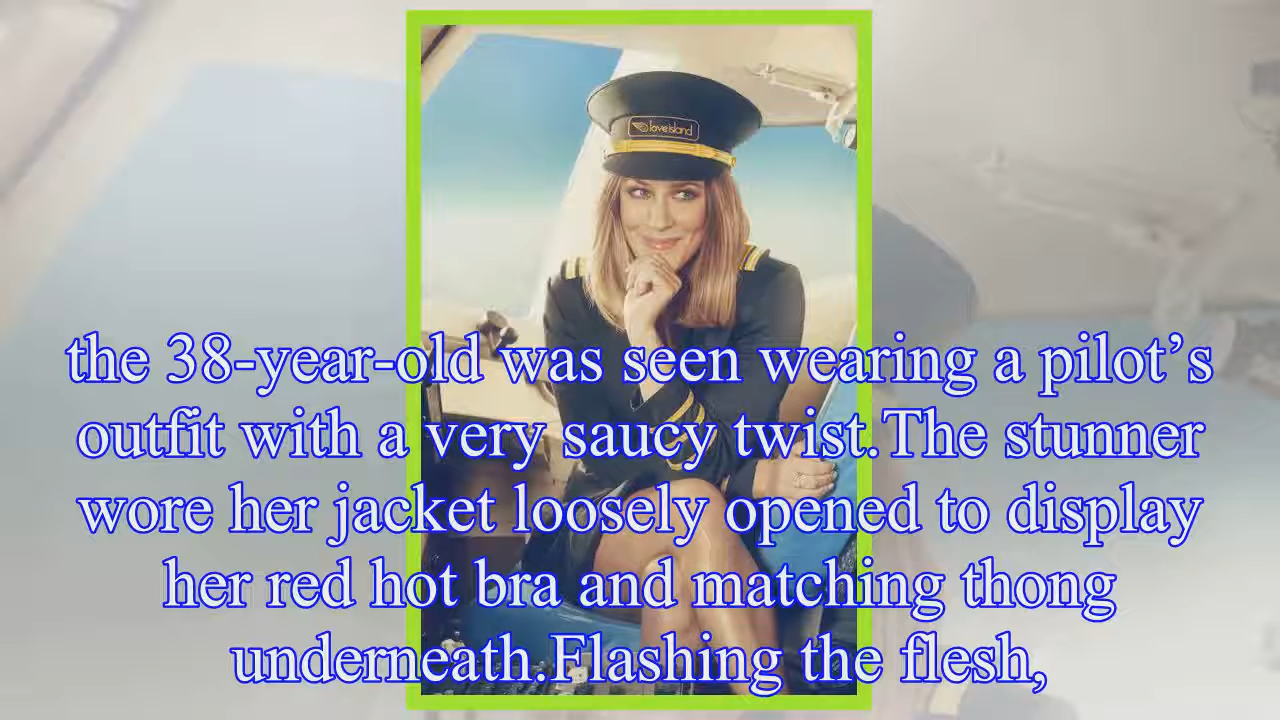 love island
the 38-year-old was seen wearing a pilot’s
outfit with a very saucy twist.The stunner
wore her jacket loosely opened to display
her red hot bra and matching thong
underneath.Flashing the flesh,